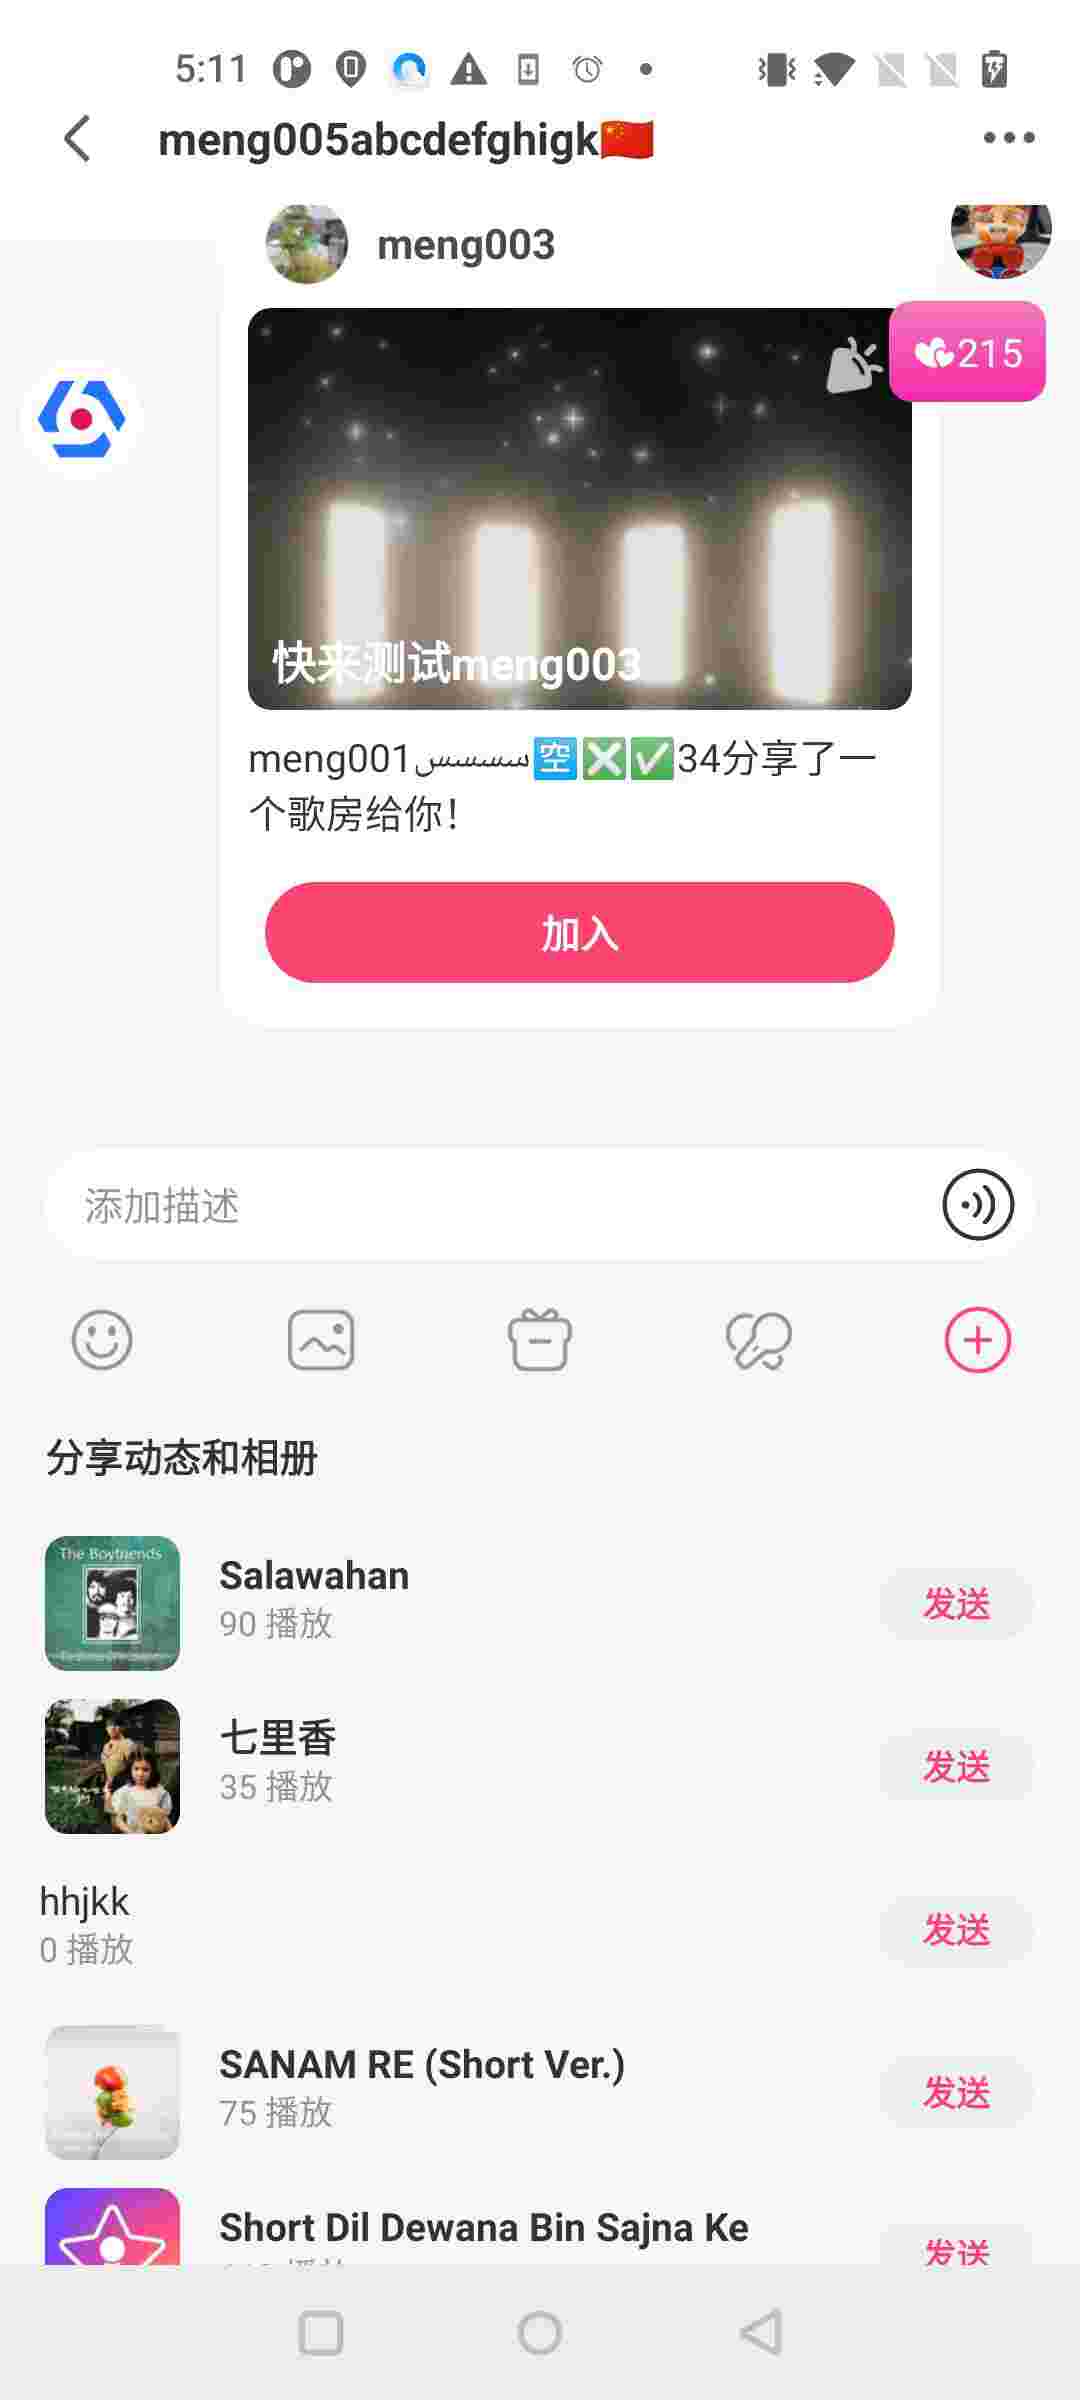 5:11
meng005abcdefghigk🇨🇳
meng003
215
快来测试meng003
meng001سسسس🈳❎✅34分享了一
个歌房给你！
加入
添加描述
分享动态和相册
The Boyfriends
Salawahan
90 播放
发送
七里香
35 播放
发送
hhjkk
0 播放
发送
SANAM RE (Short Ver.)
75 播放
发送
Short Dil Dewana Bin Sajna Ke
发送